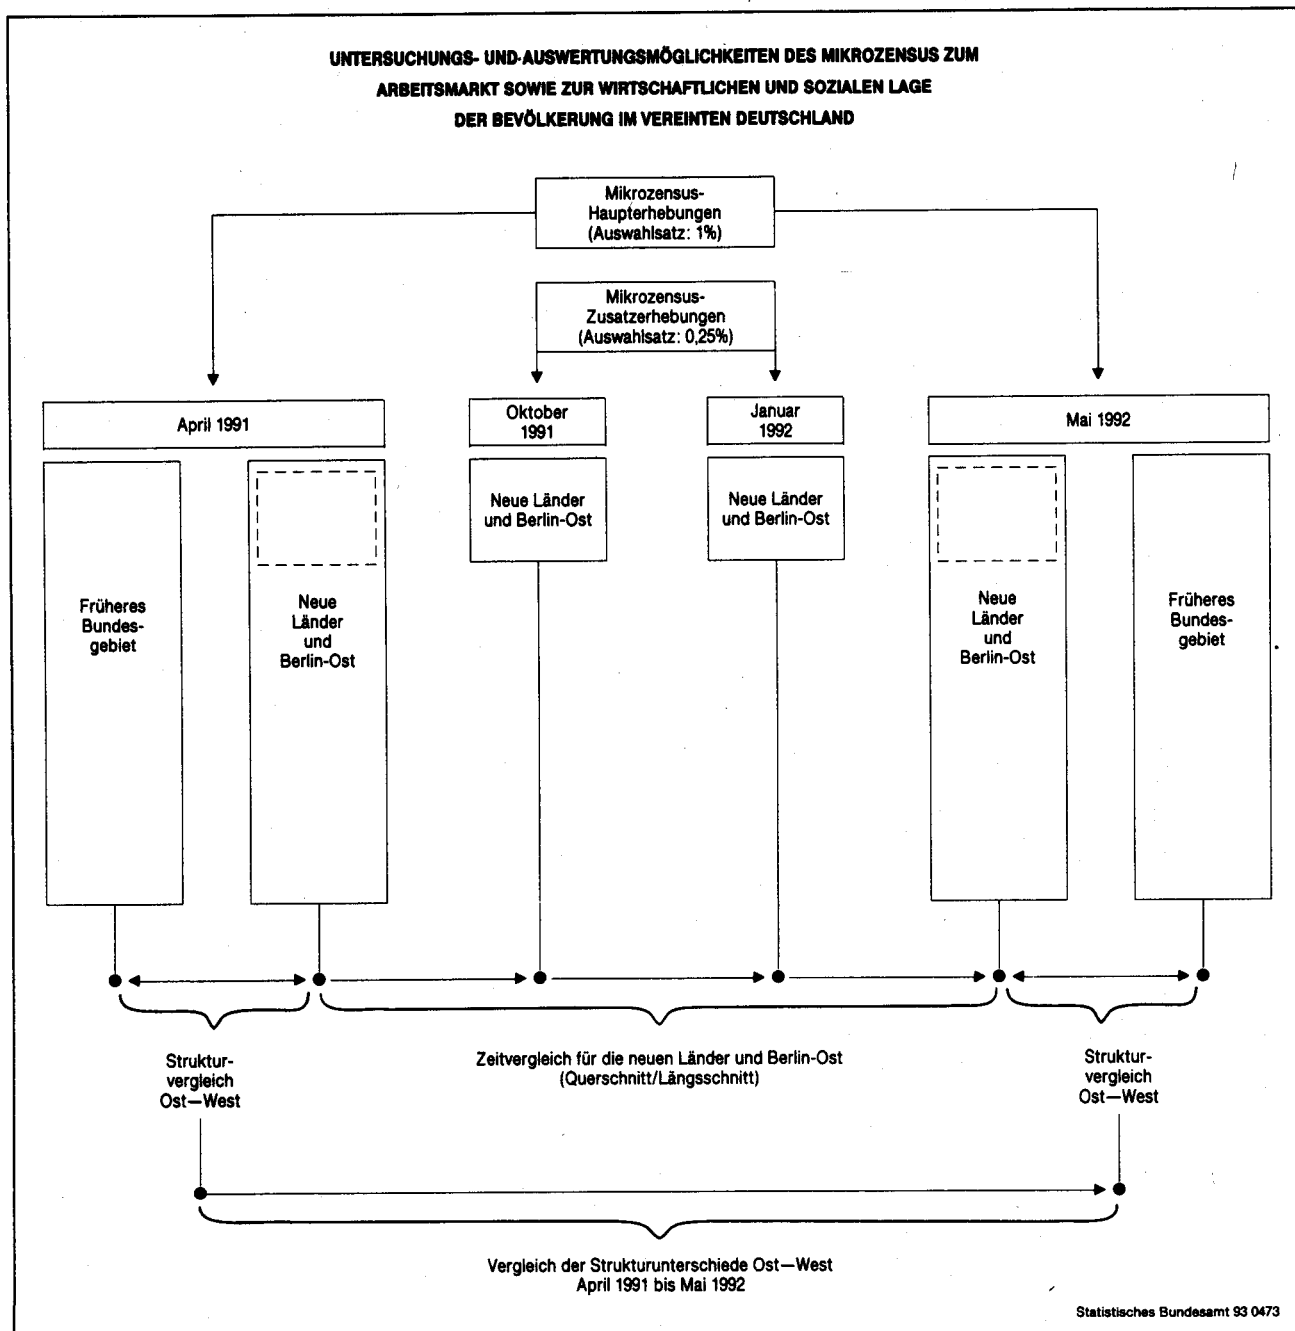 UNTERSUCHUNGS- UND AUSWERTUNGSMÖGLICHKEITEN DES MIKROZENSUS ZUM
ARBEITSMARKT SOWIE ZUR WIRTSCHAFTLICHEN UND SOZIALEN LAGE
DER BEVÖLKERUNG IM VEREINTEN DEUTSCHLAND
Mikrozensus-
Haupterhebungen
(Auswahlsatz: 1%)
Mikrozensus-
Zusatzerhebungen
(Auswahlsatz: 0,25%)
April 1991
Oktober
1991
Januar
1992
Mai 1992
Früheres
Bundes-
gebiet
Neue
Länder
und
Berlin-Ost
Neue Länder
und Berlin-Ost
Neue Länder
und Berlin-Ost
Neue
Länder
und
Berlin-Ost
Früheres
Bundes-
gebiet
Struktur-
vergleich
Ost—West
Zeitvergleich für die neuen Länder und Berlin-Ost
(Querschnitt/Längsschnitt)
Struktur-
vergleich
Ost—West
Vergleich der Strukturunterschiede Ost—West
April 1991 bis Mai 1992
Statistisches Bundesamt 93 0473